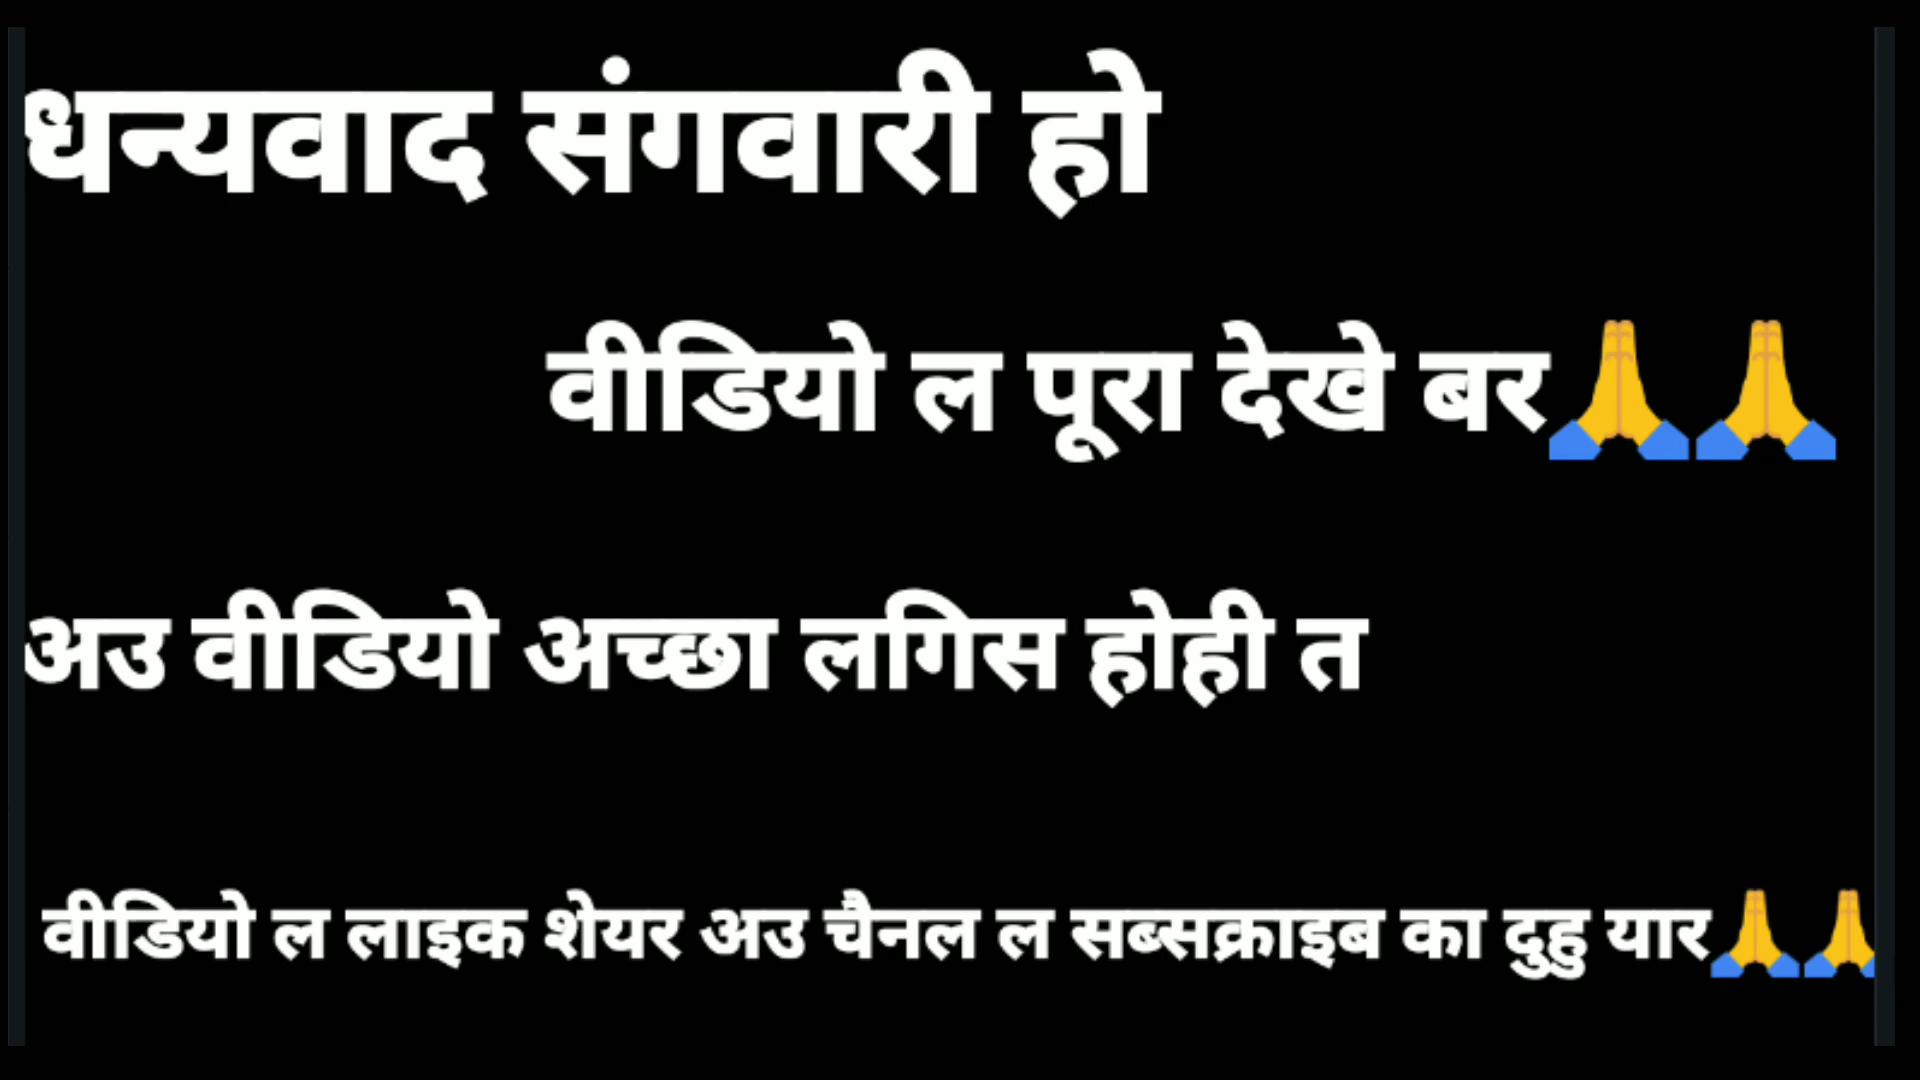 धन्यवाद संगवारी हो
वीडियो ल पूरा देखे बर🙏🙏
अउ वीडियो अच्छा लगिस होही त
वीडियो ल लाइक शेयर अउ चैनल ल सब्सक्राइब का दुहु यार🙏🙏